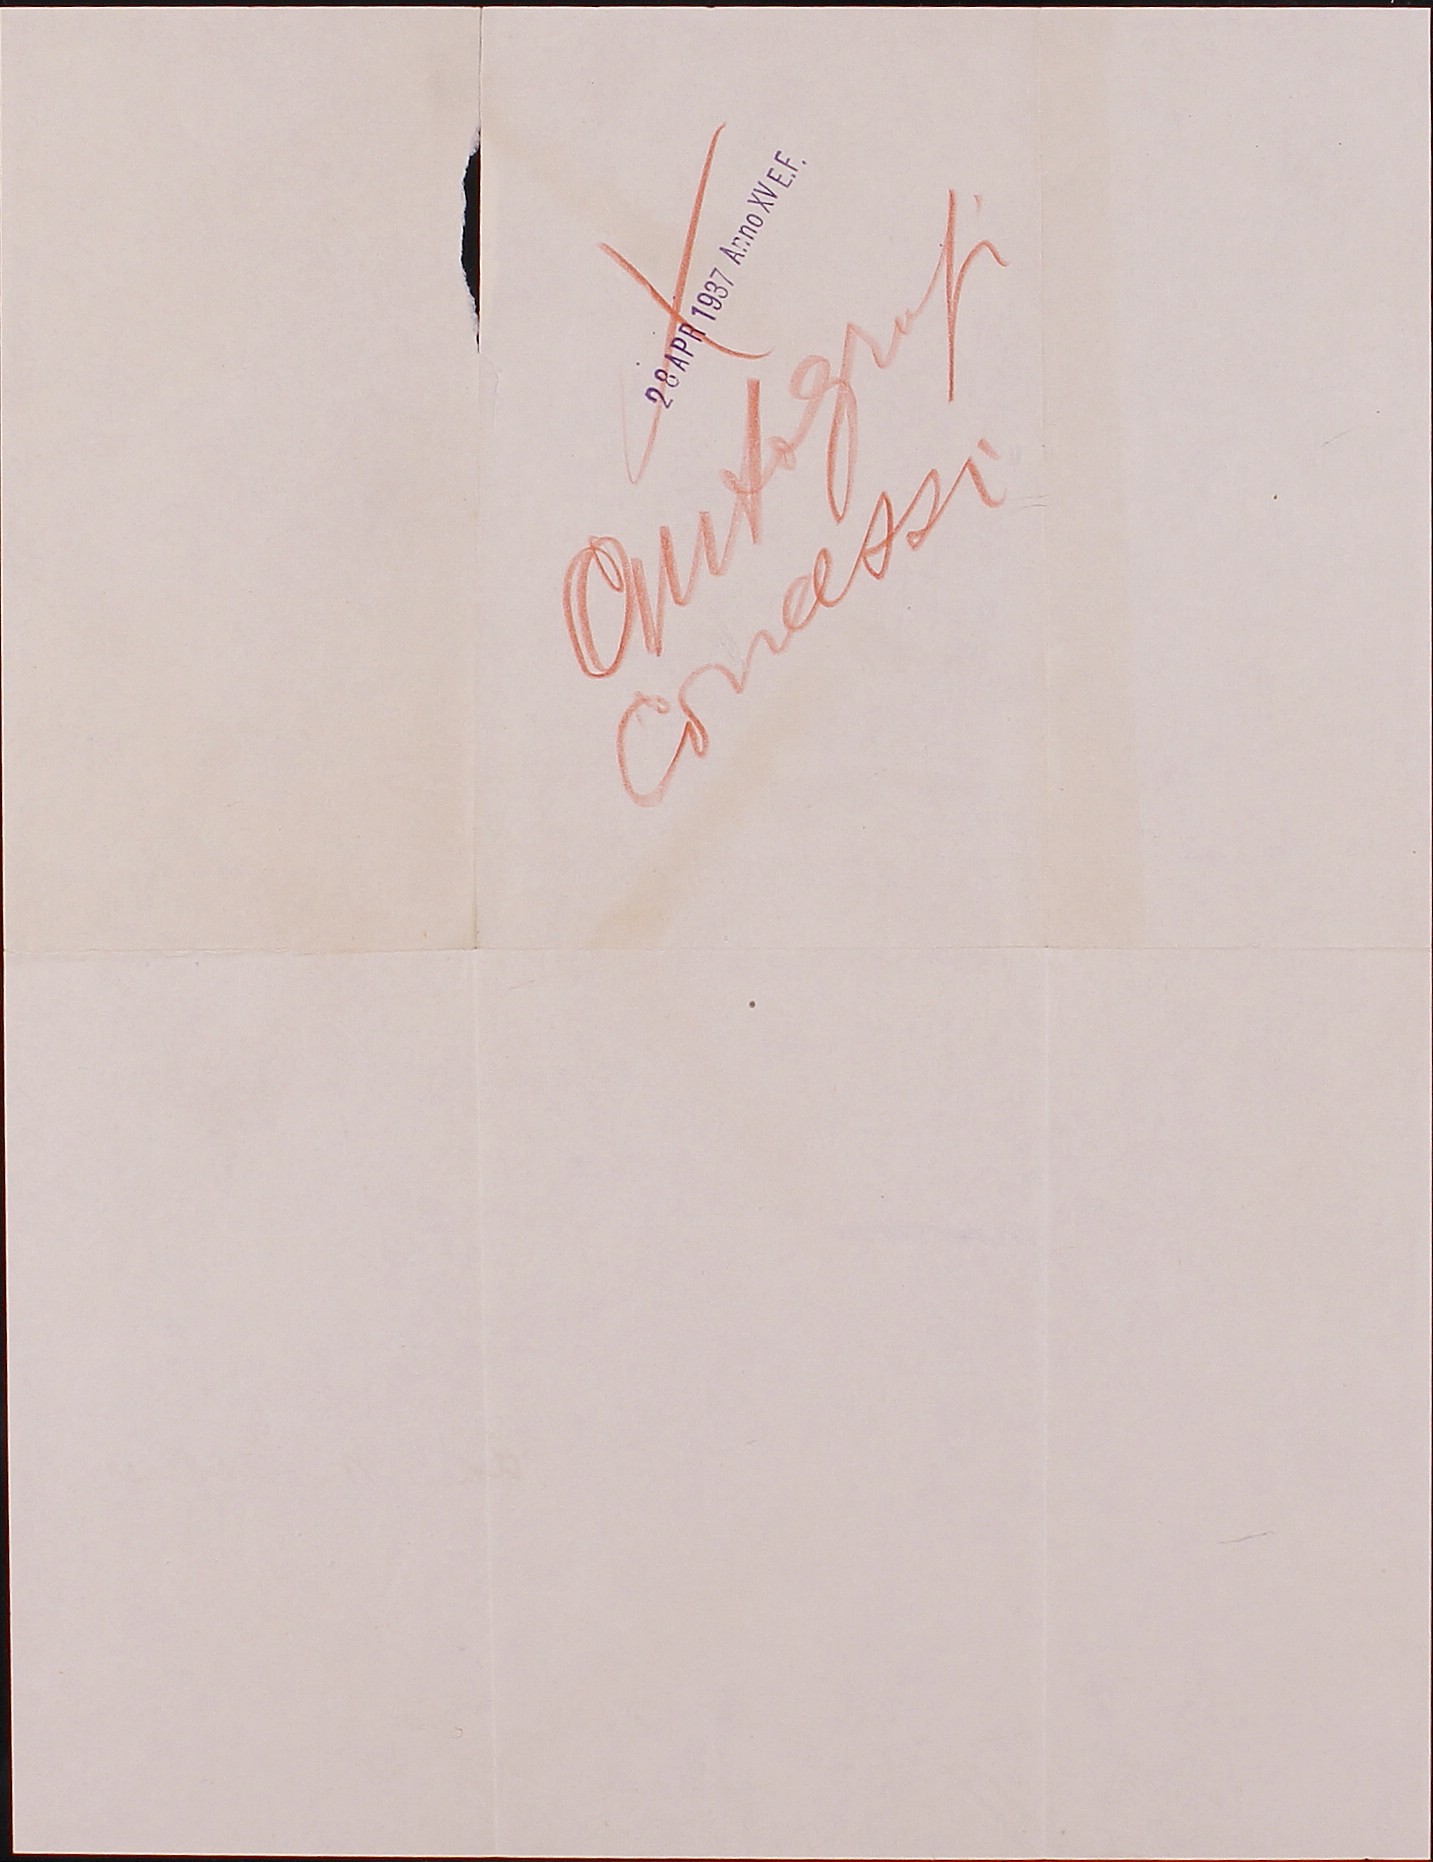 28 APR 1937 Anno XV E.F.
Autografi
concessi